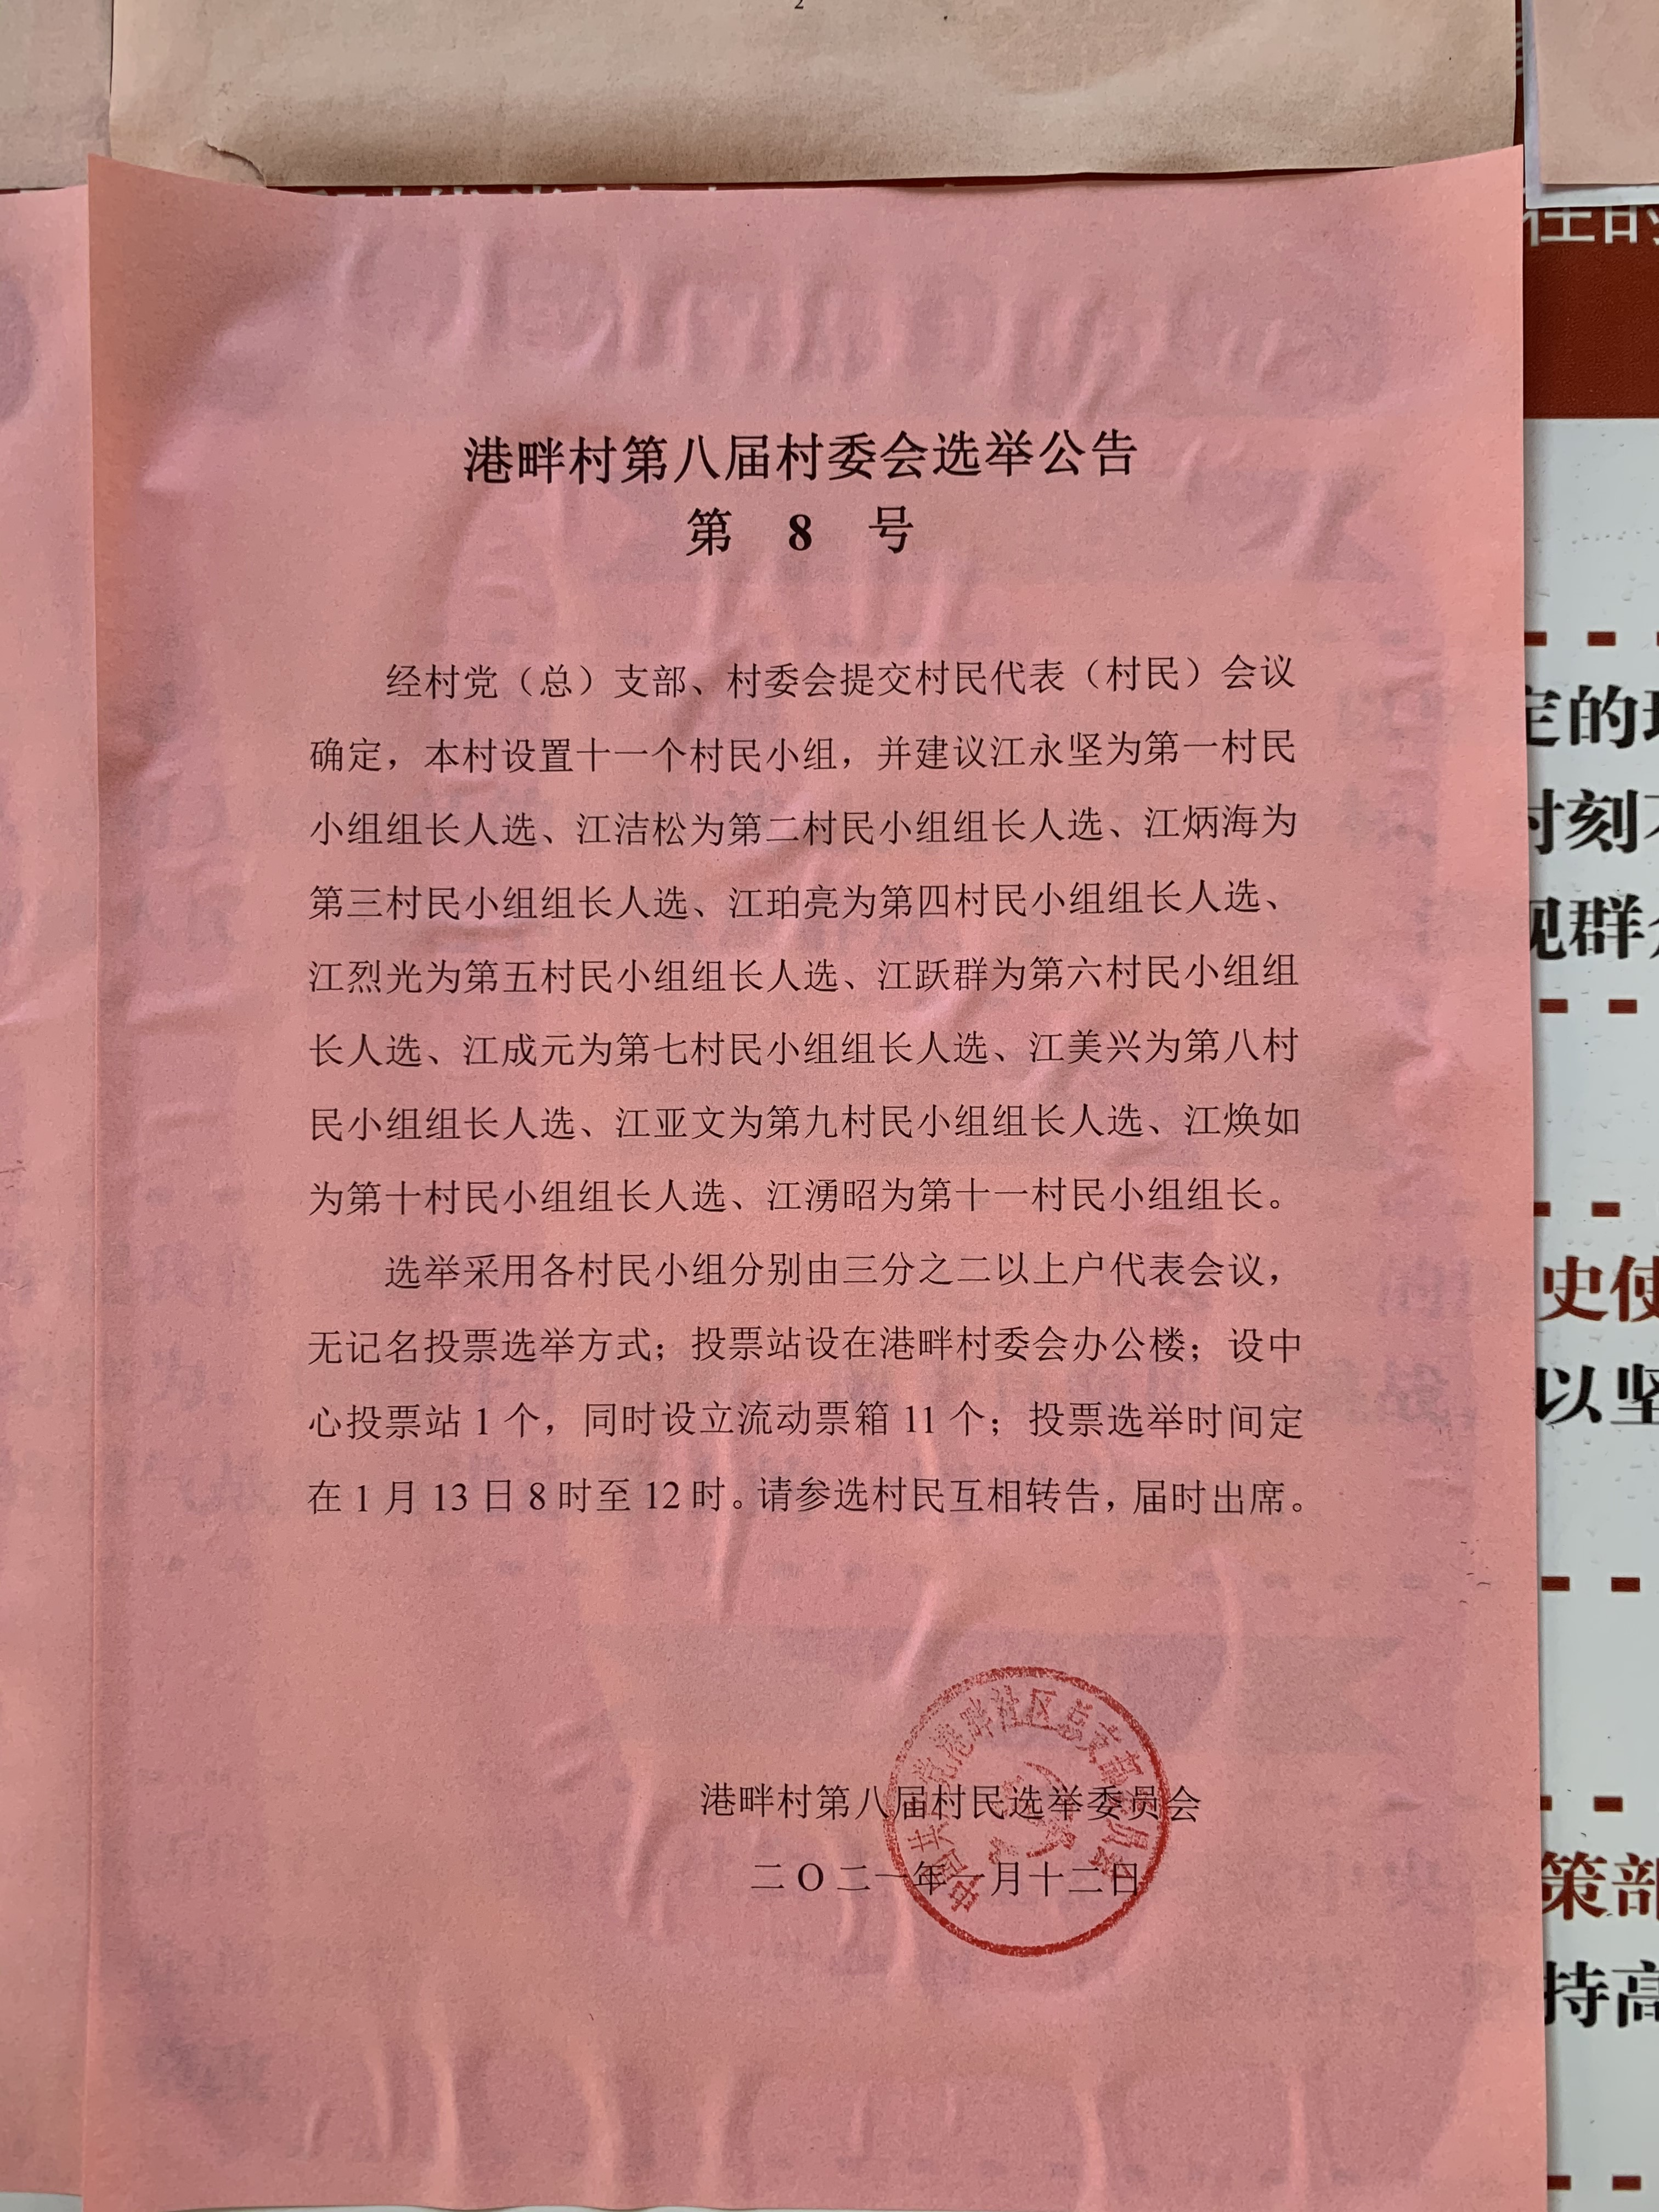 2
港畔村第八届村委会选举公告
第 8 号
经村党（总）支部、村委会提交村民代表（村民）会议
确定，本村设置十一个村民小组，并建议江永坚为第一村民
小组组长人选、江洁松为第二村民小组组长人选、江炳海为
第三村民小组组长人选、江珀亮为第四村民小组组长人选、
江烈光为第五村民小组组长人选、江跃群为第六村民小组组
长人选、江成元为第七村民小组组长人选、江美兴为第八村
民小组组长人选、江亚文为第九村民小组组长人选、江焕如
为第十村民小组组长人选、江湧昭为第十一村民小组组长。
选举采用各村民小组分别由三分之二以上户代表会议，
无记名投票选举方式；投票站设在港畔村委会办公楼；设中
心投票站 1 个，同时设立流动票箱 11 个；投票选举时间定
在 1 月 13 日 8 时至 12 时。请参选村民互相转告，届时出席。
港畔村第八届村民选举委员会
二〇二一年一月十二日
定的
时刻
群
史使
以坚
策部
持高